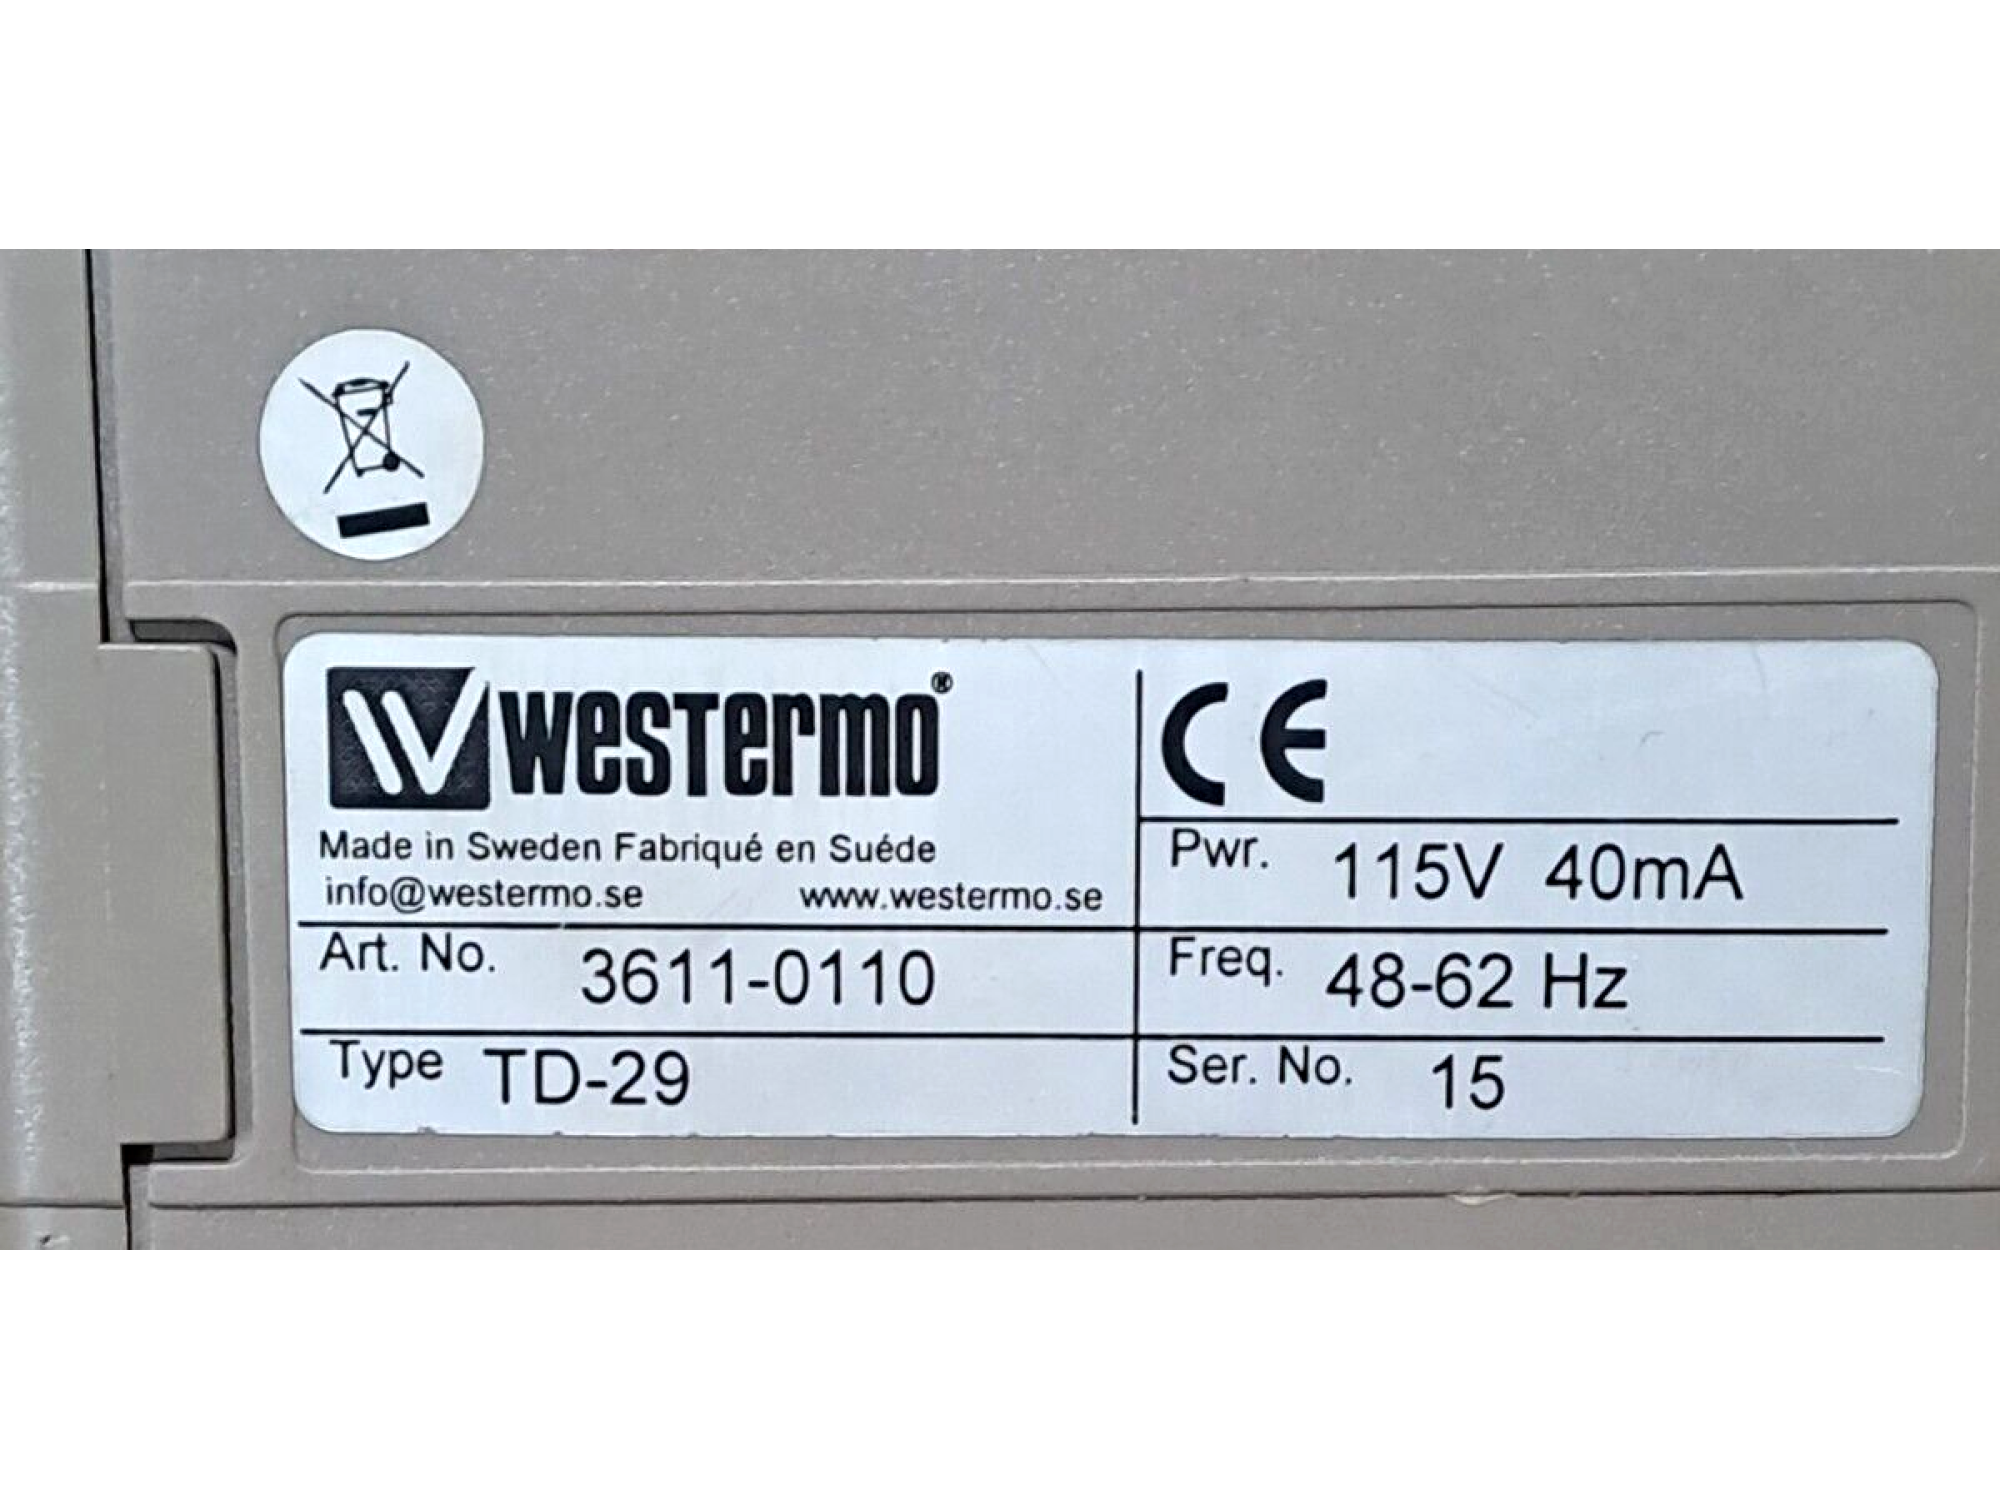 westermo®
Made in Sweden Fabriqué en Suéde
info@westermo.se www.westermo.se
Art. No. 3611-0110
Type TD-29
CE
Pwr. 115V 40mA
Freq. 48-62 Hz
Ser. No. 15